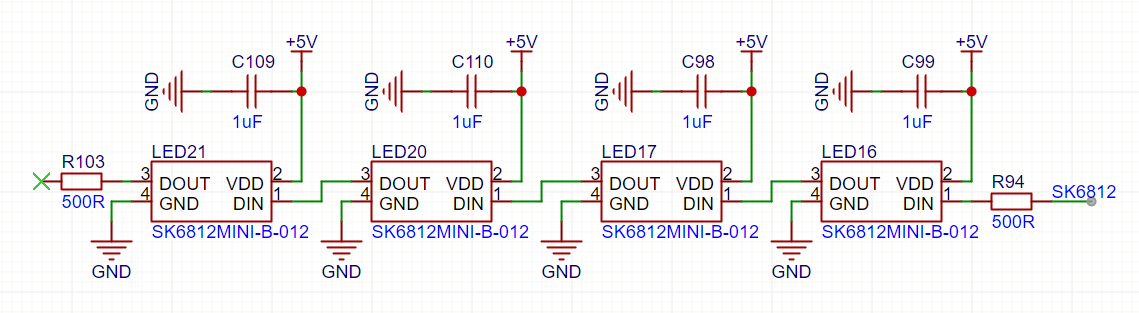 +5V
+5V
+5V
+5V
C109
C110
C98
C99
GND
GND
GND
GND
1uF
1uF
1uF
1uF
LED21
LED20
LED17
LED16
R103
3 DOUT VDD 2
3 DOUT VDD 2
3 DOUT VDD 2
3 DOUT VDD 2
R94
SK6812
500R
4 GND DIN 1
4 GND DIN 1
4 GND DIN 1
4 GND DIN 1
500R
SK6812MINI-B-012
SK6812MINI-B-012
SK6812MINI-B-012
SK6812MINI-B-012
GND
GND
GND
GND